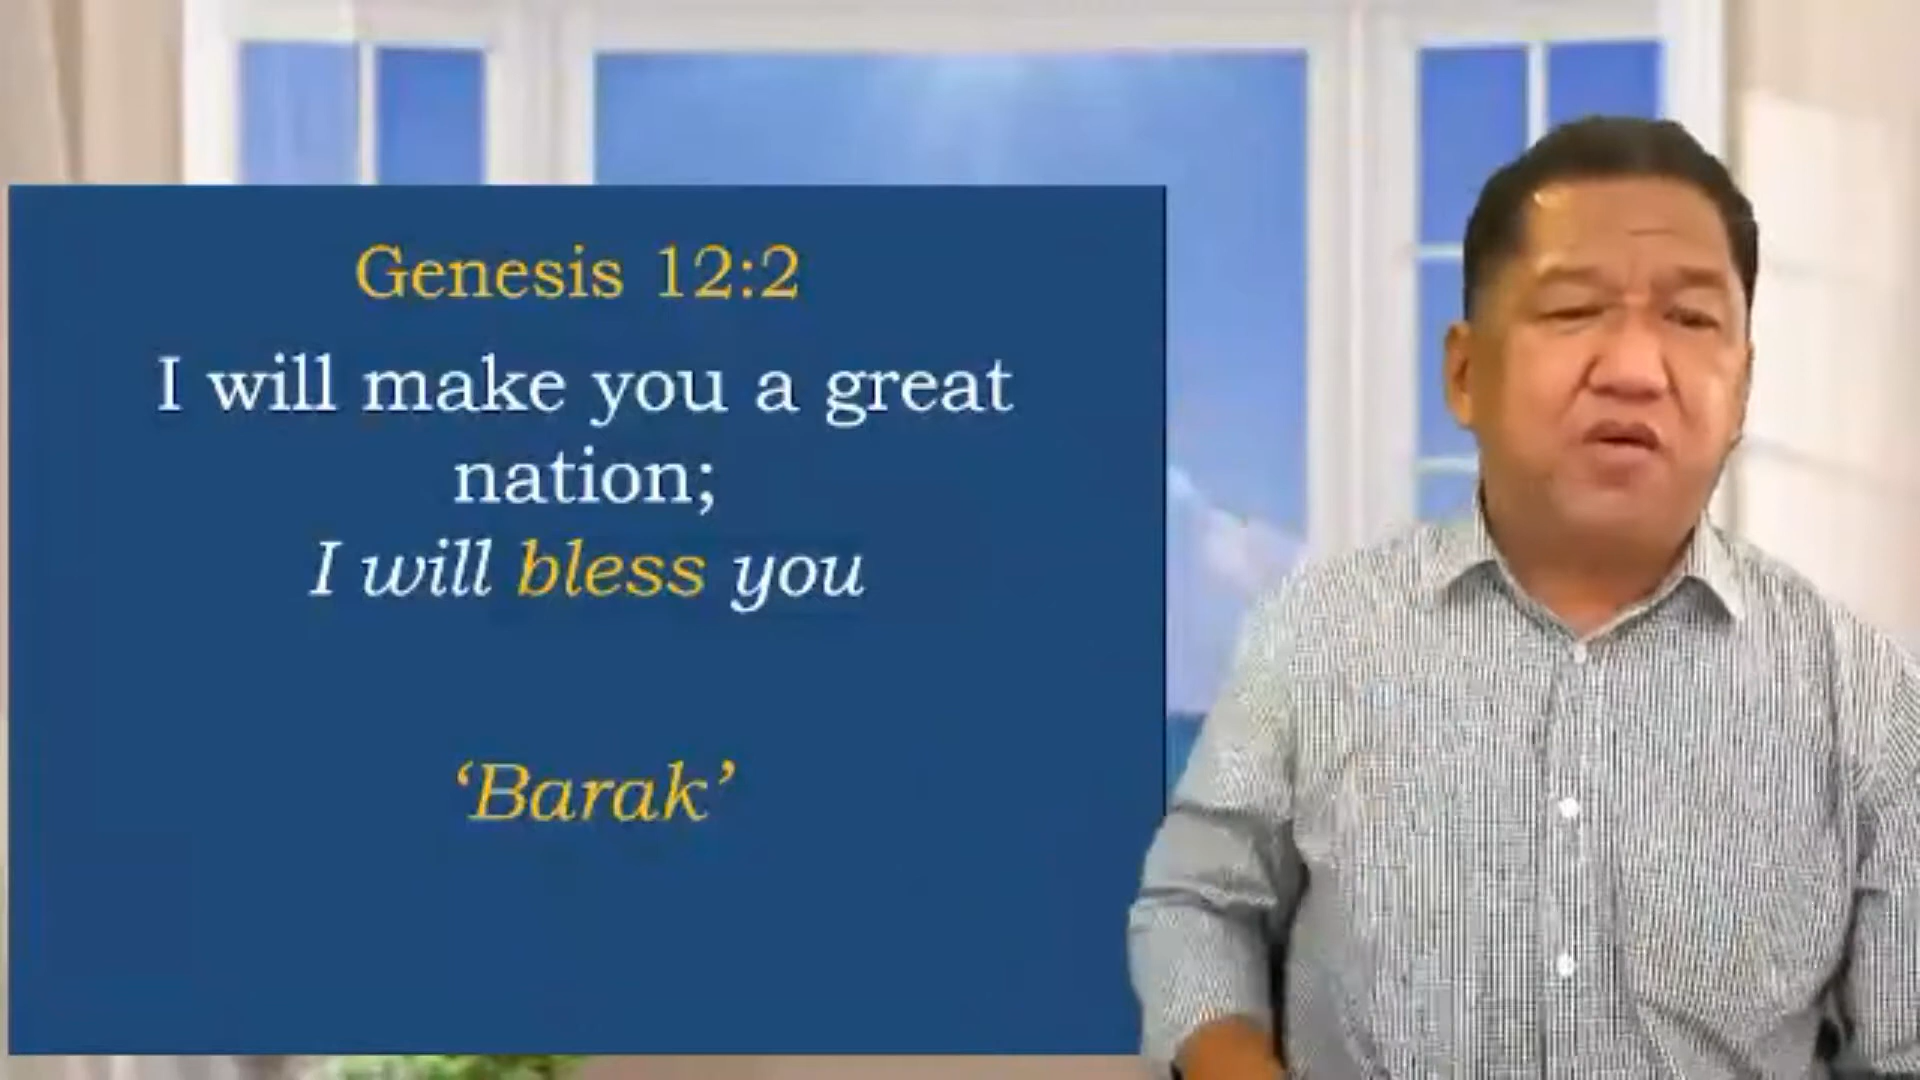 Genesis 12:2
I will make you a great
nation;
I will bless you
‘Barak’